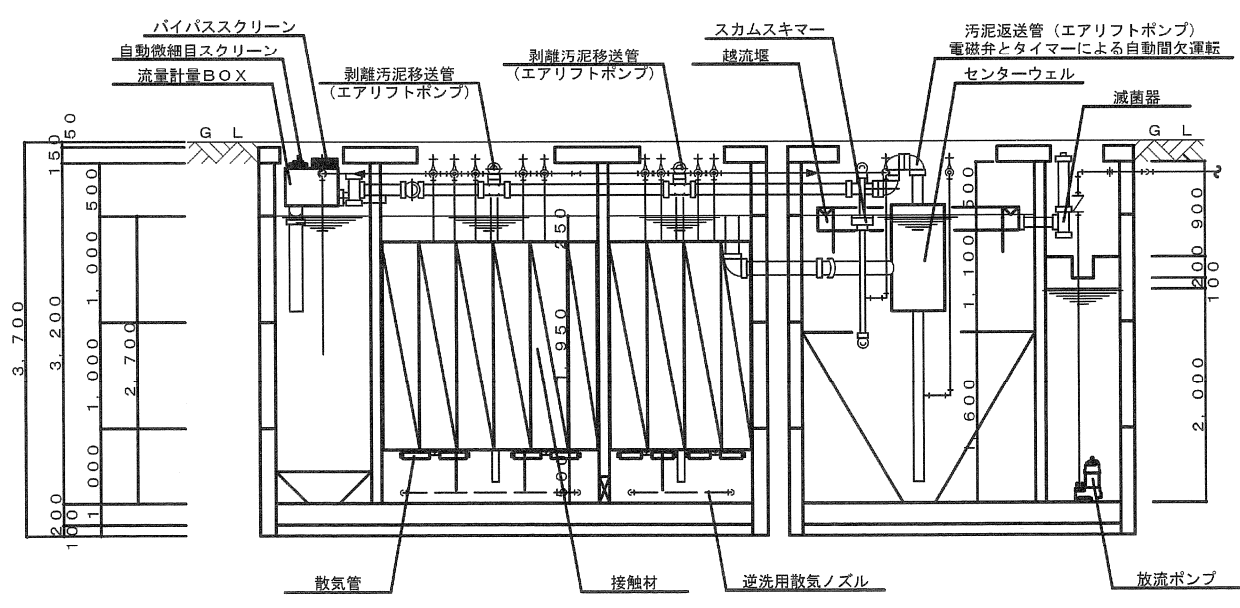 バイパススクリーン
自動微細目スクリーン
流量計量BOX
剥離汚泥移送管
(エアリフトポンプ)
剥離汚泥移送管
(エアリフトポンプ)
スカムスキマー
越流堰
汚泥返送管(エアリフトポンプ)
電磁弁とタイマーによる自動間欠運転
センターウェル
滅菌器
G L
G L
3,700
150
50
3,200
200
100
500
1,000
1,000
1,000
2,700
250
1,950
500
500
1,100
1,600
900
200
100
2,000
散気管
接触材
逆洗用散気ノズル
放流ポンプ